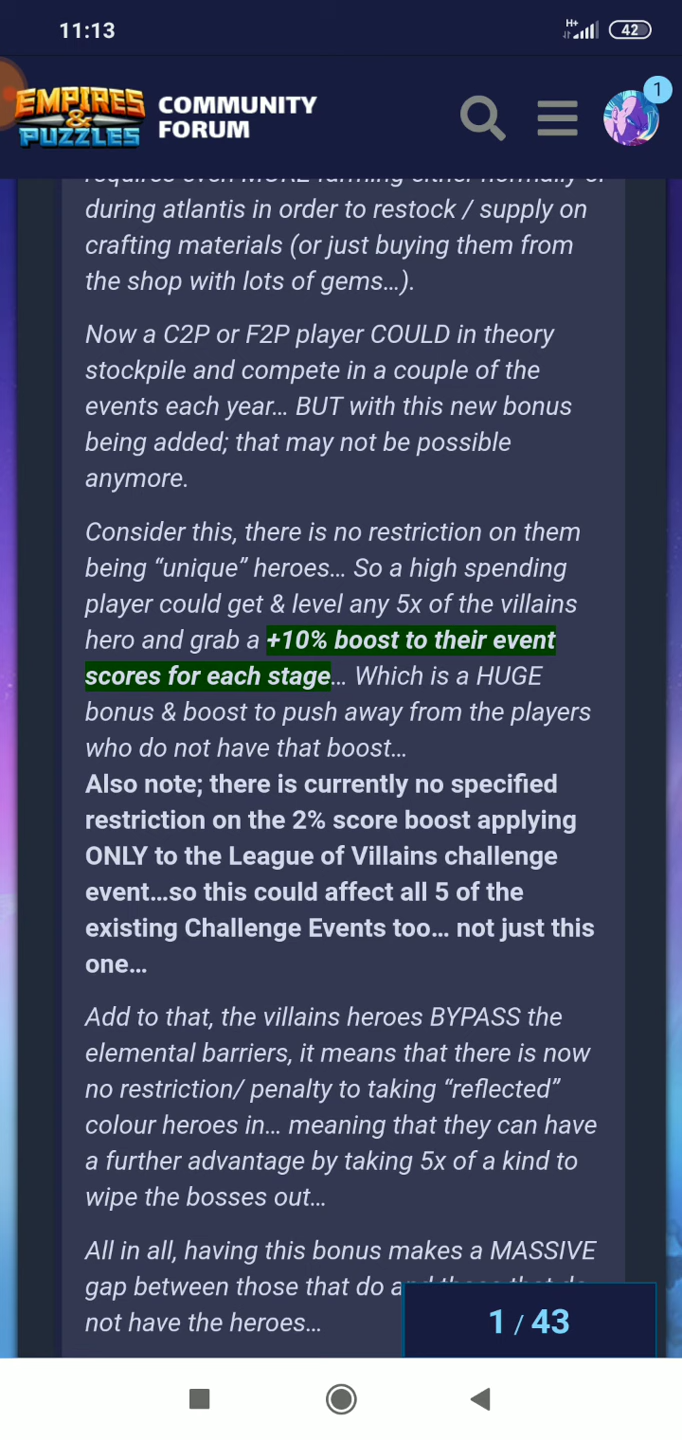 11:13
H+
42
EMPIRES
&
PUZZLES
COMMUNITY
FORUM
1
requires even MORE farming either normally or
during atlantis in order to restock / supply on
crafting materials (or just buying them from
the shop with lots of gems…).
Now a C2P or F2P player COULD in theory
stockpile and compete in a couple of the
events each year… BUT with this new bonus
being added; that may not be possible
anymore.
Consider this, there is no restriction on them
being “unique” heroes… So a high spending
player could get & level any 5x of the villains
hero and grab a +10% boost to their event
scores for each stage… Which is a HUGE
bonus & boost to push away from the players
who do not have that boost…
Also note; there is currently no specified
restriction on the 2% score boost applying
ONLY to the League of Villains challenge
event…so this could affect all 5 of the
existing Challenge Events too… not just this
one…
Add to that, the villains heroes BYPASS the
elemental barriers, it means that there is now
no restriction/ penalty to taking “reflected”
colour heroes in… meaning that they can have
a further advantage by taking 5x of a kind to
wipe the bosses out…
All in all, having this bonus makes a MASSIVE
gap between those that do and those that do
not have the heroes…
1 / 43